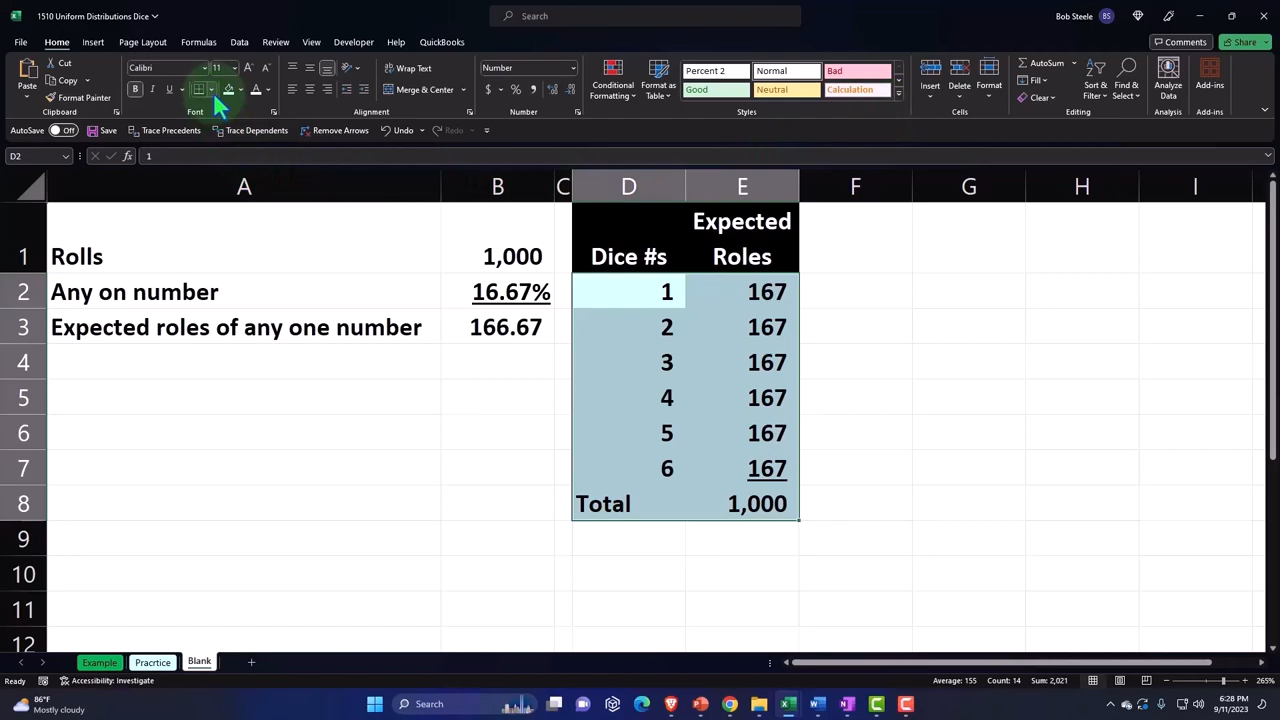 1510 Uniform Distributions Dice
Search
Bob Steele
BS
File
Home
Insert
Page Layout
Formulas
Data
Review
View
Developer
Help
QuickBooks
Comments
Share
Paste
Cut
Copy
Format Painter
Clipboard
Calibri
11
B
I
U
Font
Wrap Text
Merge & Center
Alignment
Number
$
%
Number
Conditional
Formatting
Format as
Table
Percent 2
Normal
Bad
Good
Neutral
Calculation
Styles
Insert
Delete
Format
Cells
AutoSum
Fill
Clear
Editing
Sort &
Filter
Find &
Select
Analyze
Data
Analysis
Add-ins
Add-ins
AutoSave
Off
Save
Trace Precedents
Trace Dependents
Remove Arrows
Undo
Redo
D2
fx
1
A B C D E F G H I
1 Rolls 1,000 Dice #s Expected
Roles
2 Any on number 16.67% 1 167
3 Expected roles of any one number 166.67 2 167
4 3 167
5 4 167
6 5 167
7 6 167
8 Total 1,000
9
10
11
12
Example
Pracrtice
Blank
Ready
Accessibility: Investigate
Average: 155 Count: 14 Sum: 2,021
265%
86°F
Mostly cloudy
Search
6:28 PM
9/11/2023